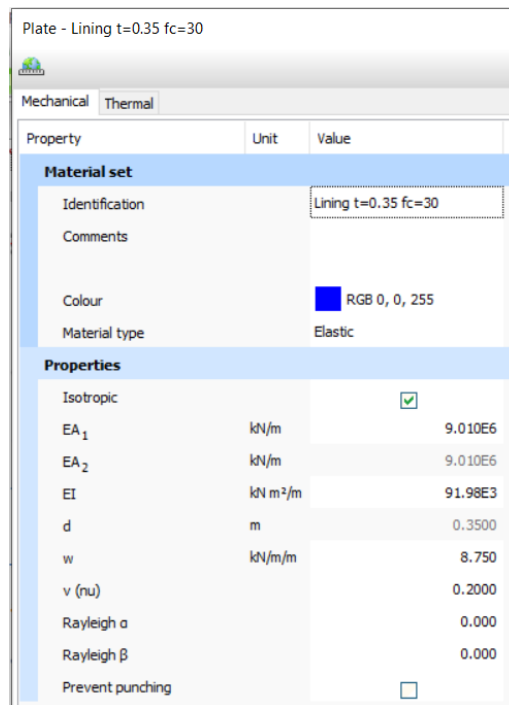 Plate - Lining t=0.35 fc=30
Mechanical Thermal
Property Unit Value
Material set
Identification Lining t=0.35 fc=30
Comments
Colour RGB 0, 0, 255
Material type Elastic
Properties
Isotropic
EA₁ kN/m 9.010E6
EA₂ kN/m 9.010E6
EI kN m²/m 91.98E3
d m 0.3500
w kN/m/m 8.750
v (nu) 0.2000
Rayleigh α 0.000
Rayleigh β 0.000
Prevent punching